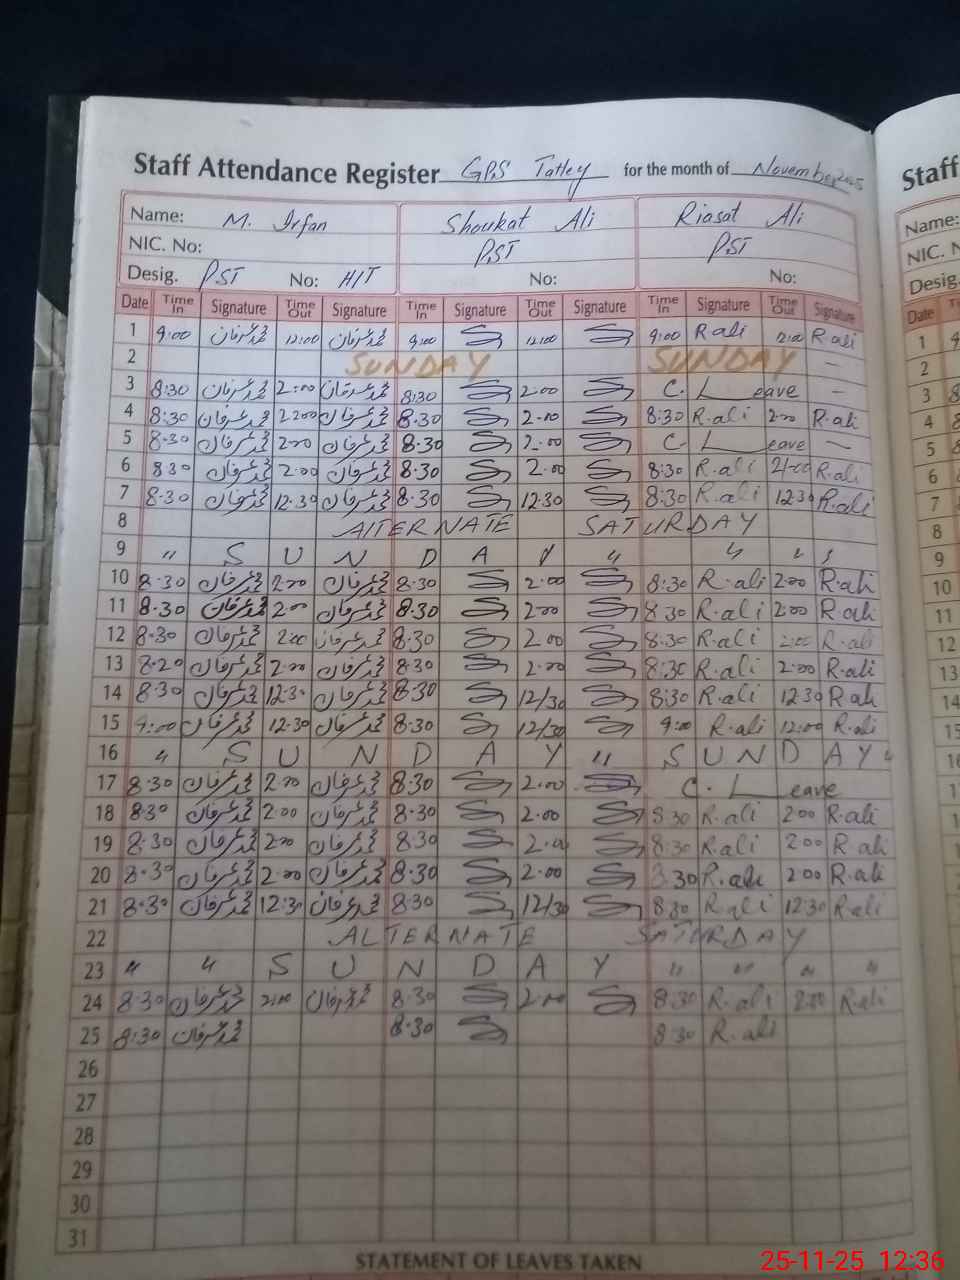 Staff Attendance Register GPS Tatley for the month of November 2025
Staff
Name: M. Irfan Shoukat Ali Riasat Ali
Name:
NIC. No: PST PST
NIC. N
Desig. PST No: H/T No: No:
Desig.
Date Time In Signature Time Out Signature Time In Signature Time Out Signature Time In Signature Time Out Signature
Date
1 9:00 محمد عرفان 12:00 محمد عرفان 9:00 12:00 9:00 R ali 2:00 R-ali
2 SUNDAY SUNDAY —
3 8:30 محمد عرفان 2:00 محمد عرفان 8:30 2:00 C. Leave —
4 8:30 محمد عرفان 2:00 محمد عرفان 8:30 2:00 8:30 R.ali 2:00 R-ali
5 8:30 محمد عرفان 2:00 محمد عرفان 8:30 2:00 C- Leave —
6 8:30 محمد عرفان 2:00 محمد عرفان 8:30 2:00 8:30 R.ali 2:00 R-ali
7 8:30 محمد عرفان 12:30 محمد عرفان 8:30 12:30 8:30 R.ali 12:30 R.ali
8 AlTERNATE SATURDAY
9 " SUNDAY " " "
10 8:30 محمد عرفان 2:00 محمد عرفان 8:30 2:00 8:30 R-ali 2:00 R-ali
11 8:30 محمد عرفان 2:00 محمد عرفان 8:30 2:00 8:30 R.ali 2:00 R.ali
12 8:30 محمد عرفان 2:00 محمد عرفان 8:30 2:00 8:30 R.ali 2:00 R-ali
13 8:20 محمد عرفان 2:00 محمد عرفان 8:30 2:00 8:30 R.ali 2:00 R-ali
14 8:30 محمد عرفان 12:30 محمد عرفان 8:30 12/30 8:30 R.ali 12:30 R ali
15 9:00 محمد عرفان 12:30 محمد عرفان 8:30 12/30 9:00 R.ali 12:00 R.ali
16 " SUNDAY " SUNDAY "
17 8:30 محمد عرفان 2:00 محمد عرفان 8:30 2:00 C. Leave
18 8:30 محمد عرفان 2:00 محمد عرفان 8:30 2:00 8:30 R.ali 2:00 R.ali
19 8:30 محمد عرفان 2:00 محمد عرفان 8:30 2:00 8:30 R.ali 2:00 R ali
20 8:30 محمد عرفان 2:00 محمد عرفان 8:30 2:00 8:30 R.ali 2:00 R.ali
21 8:30 محمد عرفان 12:30 محمد عرفان 8:30 12/30 8:30 R.ali 12:30 R.ali
22 ALTERNATE SATURDAY
23 " " SUNDAY " " " "
24 8:30 محمد عرفان 2:00 محمد عرفان 8:30 2:00 8:30 R.ali 2:00 R.ali
25 8:30 محمد عرفان 8:30 8:30 R.ali
26
27
28
29
30
31
STATEMENT OF LEAVES TAKEN
25-11-25 12:36